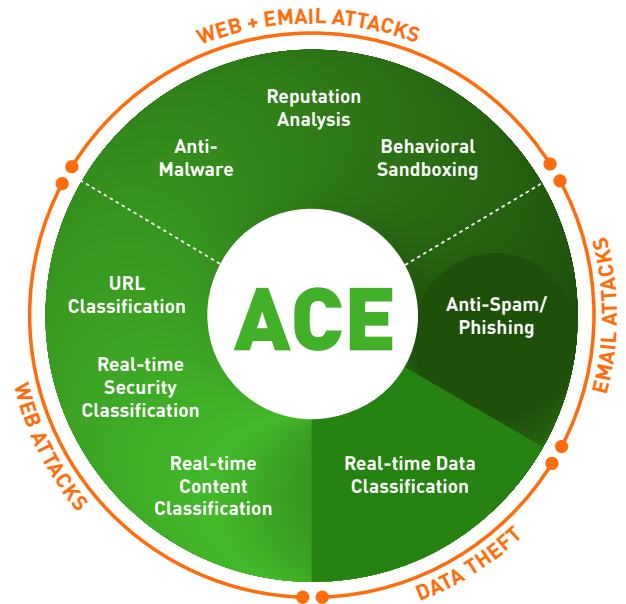 WEB + EMAIL ATTACKS
Reputation
Analysis
Anti-
Malware
Behavioral
Sandboxing
URL
Classification
ACE
Anti-Spam/
Phishing
EMAIL ATTACKS
Real-time
Security
Classification
WEB ATTACKS
Real-time
Content
Classification
Real-time Data
Classification
DATA THEFT